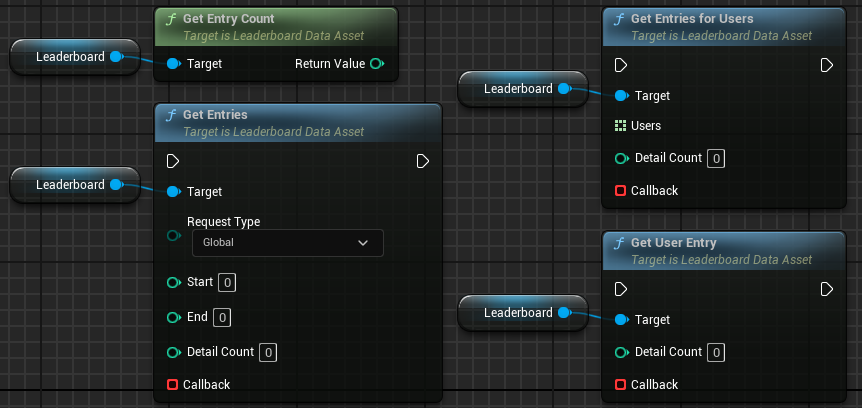 Leaderboard
f Get Entry Count
Target is Leaderboard Data Asset
Target
Return Value
Leaderboard
f Get Entries
Target is Leaderboard Data Asset
Target
Request Type
Global
Start 0
End 0
Detail Count 0
Callback
Leaderboard
f Get Entries for Users
Target is Leaderboard Data Asset
Target
Users
Detail Count 0
Callback
Leaderboard
f Get User Entry
Target is Leaderboard Data Asset
Target
Detail Count 0
Callback